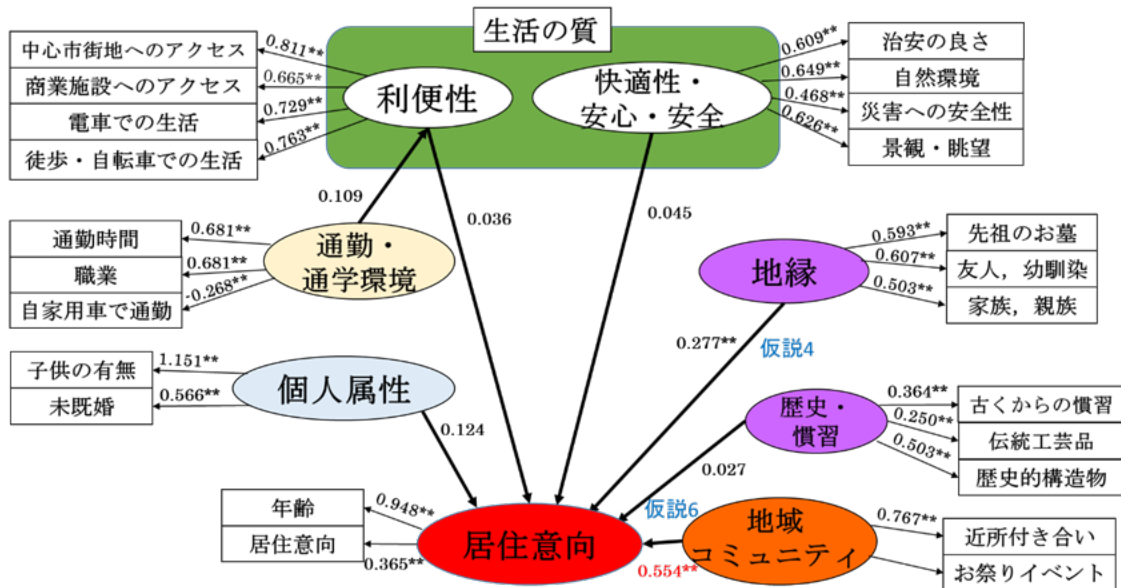 生活の質
中心市街地へのアクセス
商業施設へのアクセス
電車での生活
徒歩・自転車での生活
0.811**
0.665**
0.729**
0.763**
利便性
快適性・
安心・安全
0.609**
0.649**
0.468**
0.626**
治安の良さ
自然環境
災害への安全性
景観・眺望
0.109
0.036
0.045
通勤時間
職業
自家用車で通勤
0.681**
0.681**
-0.268**
通勤・
通学環境
地縁
0.593**
0.607**
0.503**
先祖のお墓
友人，幼馴染
家族，親族
0.277**
仮説4
子供の有無
未既婚
1.151**
0.566**
個人属性
0.124
歴史・
慣習
0.364**
0.250**
0.503**
古くからの慣習
伝統工芸品
歴史的構造物
0.027
仮説6
年齢
居住意向
0.948**
0.365**
居住意向
0.554**
地域
コミュニティ
0.767**
近所付き合い
お祭りイベント